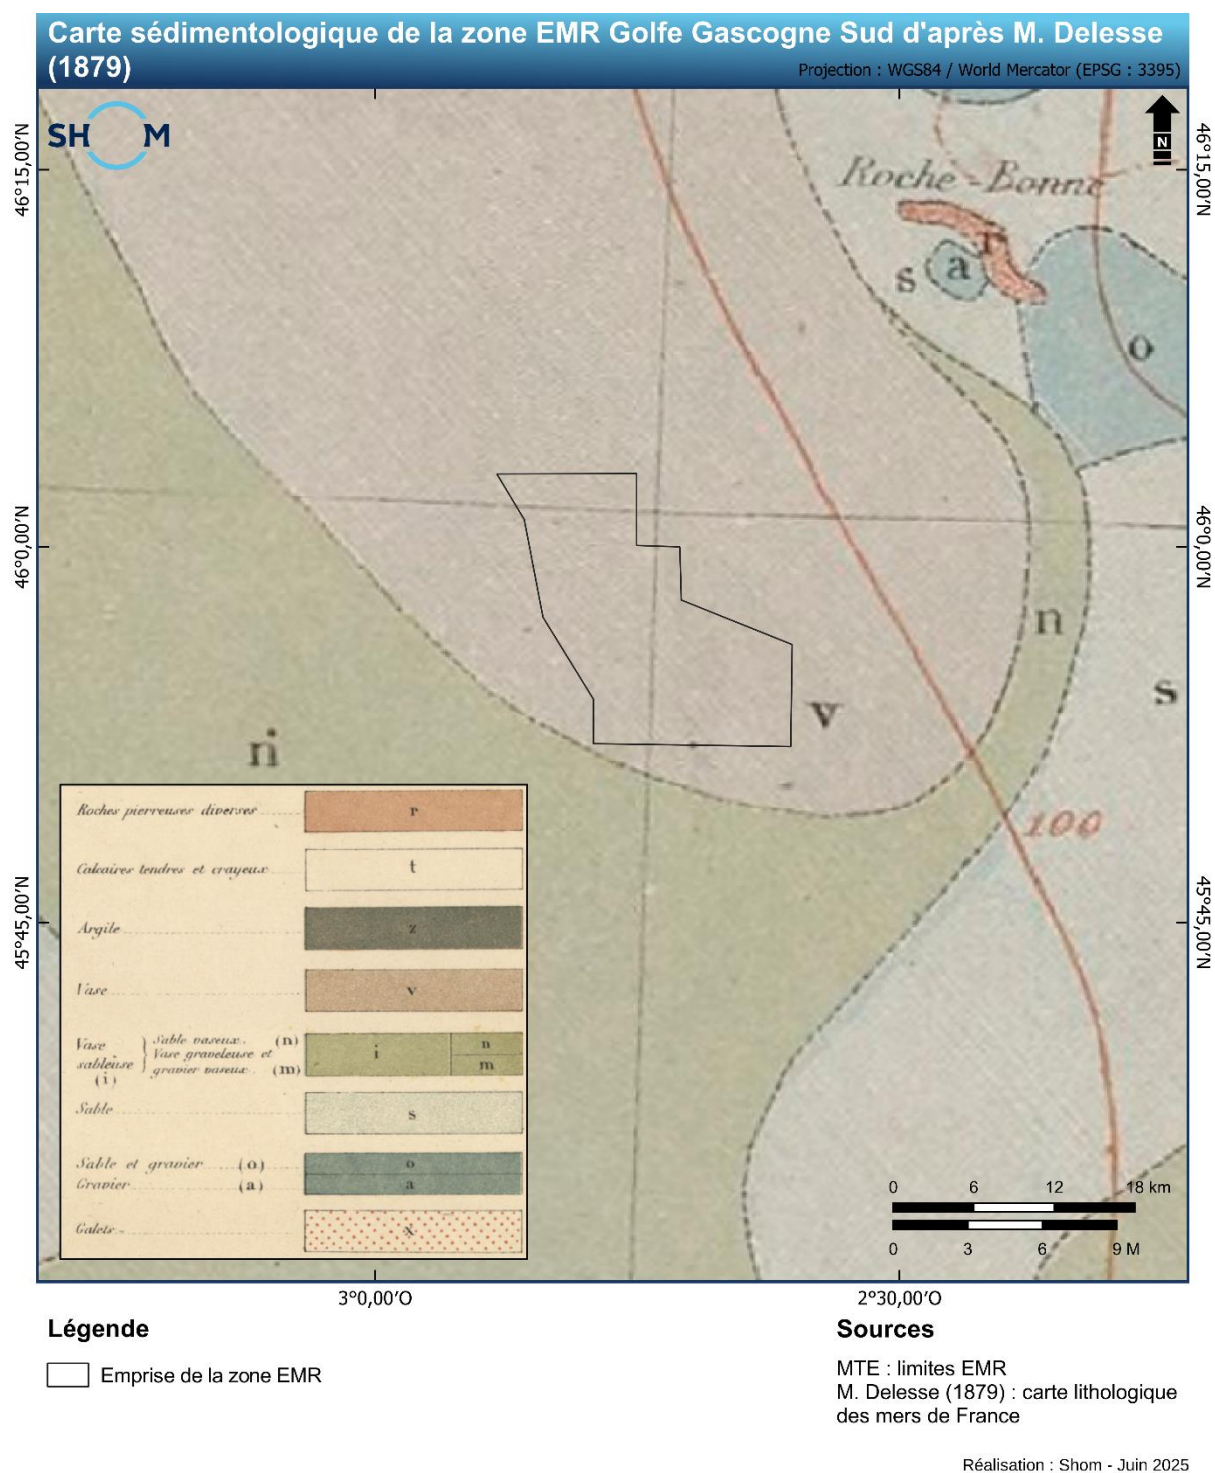 Carte sédimentologique de la zone EMR Golfe Gascogne Sud d'après M. Delesse
(1879)
Projection : WGS84 / World Mercator (EPSG : 3395)
SH M
N
46°15,00'N
46°15,00'N
Roche-Bonne
r
s
a
o
46°0,00'N
46°0,00'N
n
s
v
ni
100
45°45,00'N
45°45,00'N
Roches pierreuses diverses
r
Calcaires tendres et crayeux
t
Argile
z
Vase
v
Vase
sableuse
(i)
Sable vaseux. (n)
Vase graveleuse et
gravier vaseux. (m)
i
n
m
Sable
s
Sable et gravier (o)
o
Gravier (a)
a
Galets
x
0 6 12 18 km
0 3 6 9 M
3°0,00'O
2°30,00'O
Légende
Emprise de la zone EMR
Sources
MTE : limites EMR
M. Delesse (1879) : carte lithologique
des mers de France
Réalisation : Shom - Juin 2025